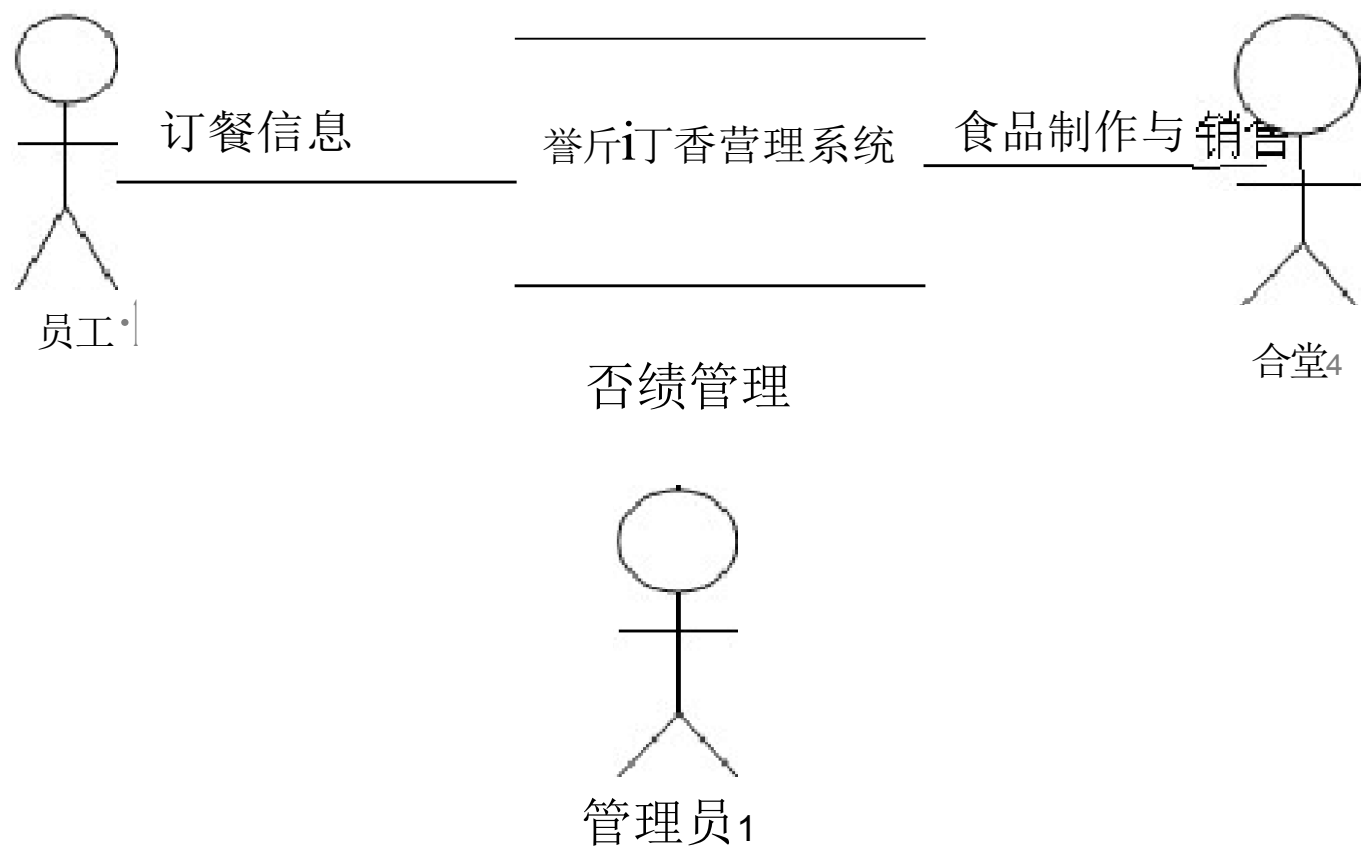 订餐信息
誉斤i丁香营理系统
食品制作与 销售
员工
合堂4
否绩管理
管理员1